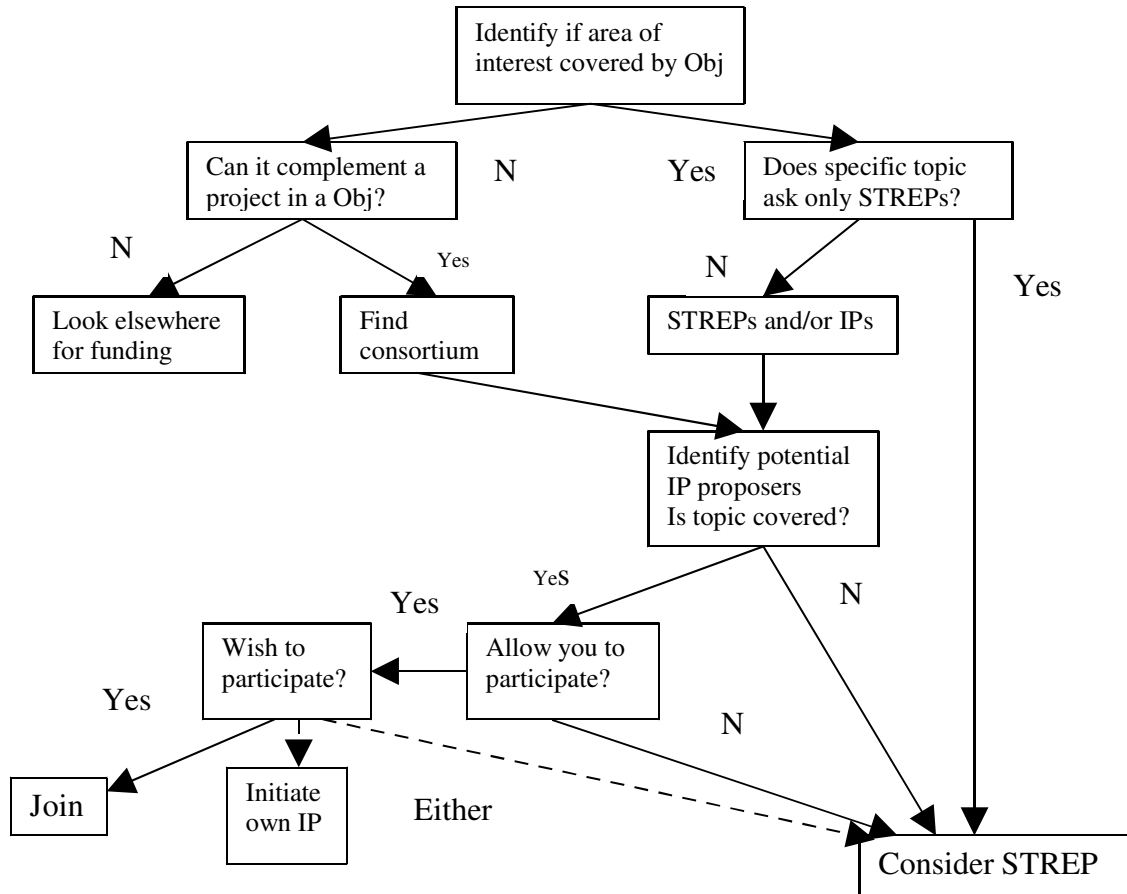 Identify if area of
interest covered by Obj
Can it complement a
project in a Obj?
N
Yes
Does specific topic
ask only STREPs?
N
Yes
N
Yes
Look elsewhere
for funding
Find
consortium
STREPs and/or IPs
Identify potential
IP proposers
Is topic covered?
Yes
N
Yes
Wish to
participate?
Allow you to
participate?
Yes
N
Join
Initiate
own IP
Either
Consider STREP